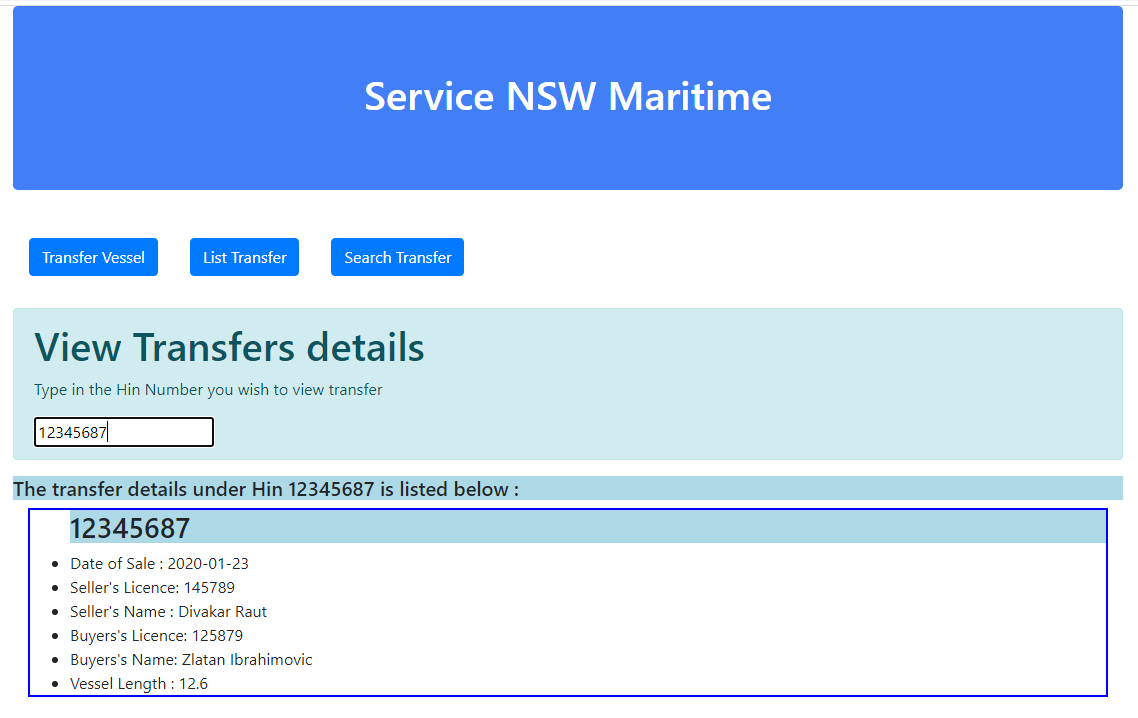 Service NSW Maritime
Transfer Vessel
List Transfer
Search Transfer
View Transfers details
Type in the Hin Number you wish to view transfer
12345687
The transfer details under Hin 12345687 is listed below :
12345687
Date of Sale : 2020-01-23
Seller's Licence: 145789
Seller's Name : Divakar Raut
Buyers's Licence: 125879
Buyers's Name: Zlatan Ibrahimovic
Vessel Length : 12.6